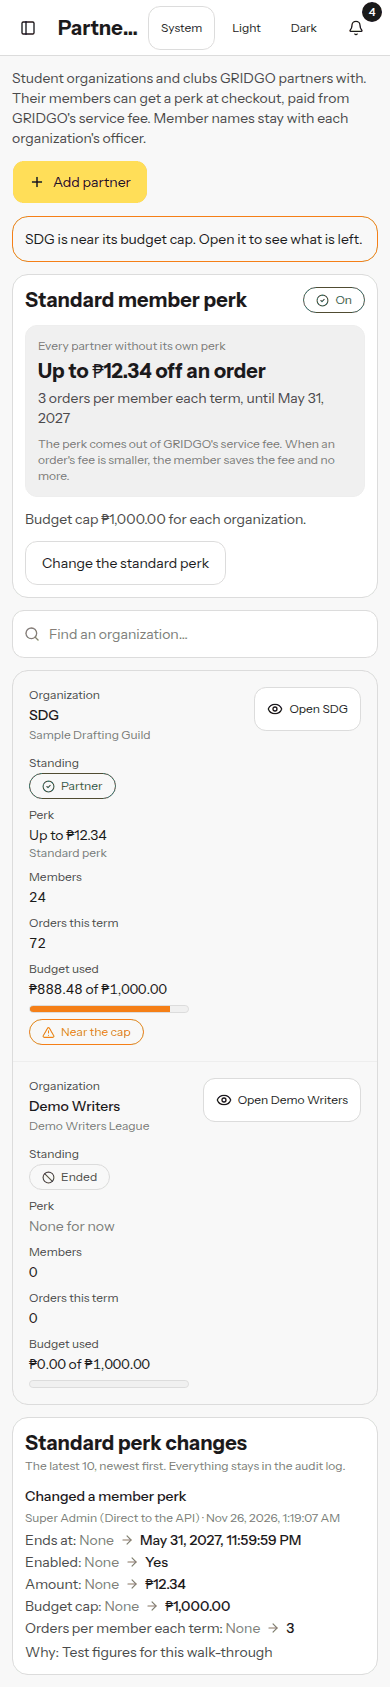 Partne...
System
Light
Dark
4
Student organizations and clubs GRIDGO partners with.
Their members can get a perk at checkout, paid from
GRIDGO's service fee. Member names stay with each
organization's officer.
+ Add partner
SDG is near its budget cap. Open it to see what is left.
Standard member perk
On
Every partner without its own perk
Up to ₱12.34 off an order
3 orders per member each term, until May 31,
2027
The perk comes out of GRIDGO's service fee. When an
order's fee is smaller, the member saves the fee and no
more.
Budget cap ₱1,000.00 for each organization.
Change the standard perk
Find an organization...
Organization
SDG
Sample Drafting Guild
Open SDG
Standing
Partner
Perk
Up to ₱12.34
Standard perk
Members
24
Orders this term
72
Budget used
₱888.48 of ₱1,000.00
Near the cap
Organization
Demo Writers
Demo Writers League
Open Demo Writers
Standing
Ended
Perk
None for now
Members
0
Orders this term
0
Budget used
₱0.00 of ₱1,000.00
Standard perk changes
The latest 10, newest first. Everything stays in the audit log.
Changed a member perk
Super Admin (Direct to the API) · Nov 26, 2026, 1:19:07 AM
Ends at: None → May 31, 2027, 11:59:59 PM
Enabled: None → Yes
Amount: None → ₱12.34
Budget cap: None → ₱1,000.00
Orders per member each term: None → 3
Why: Test figures for this walk-through